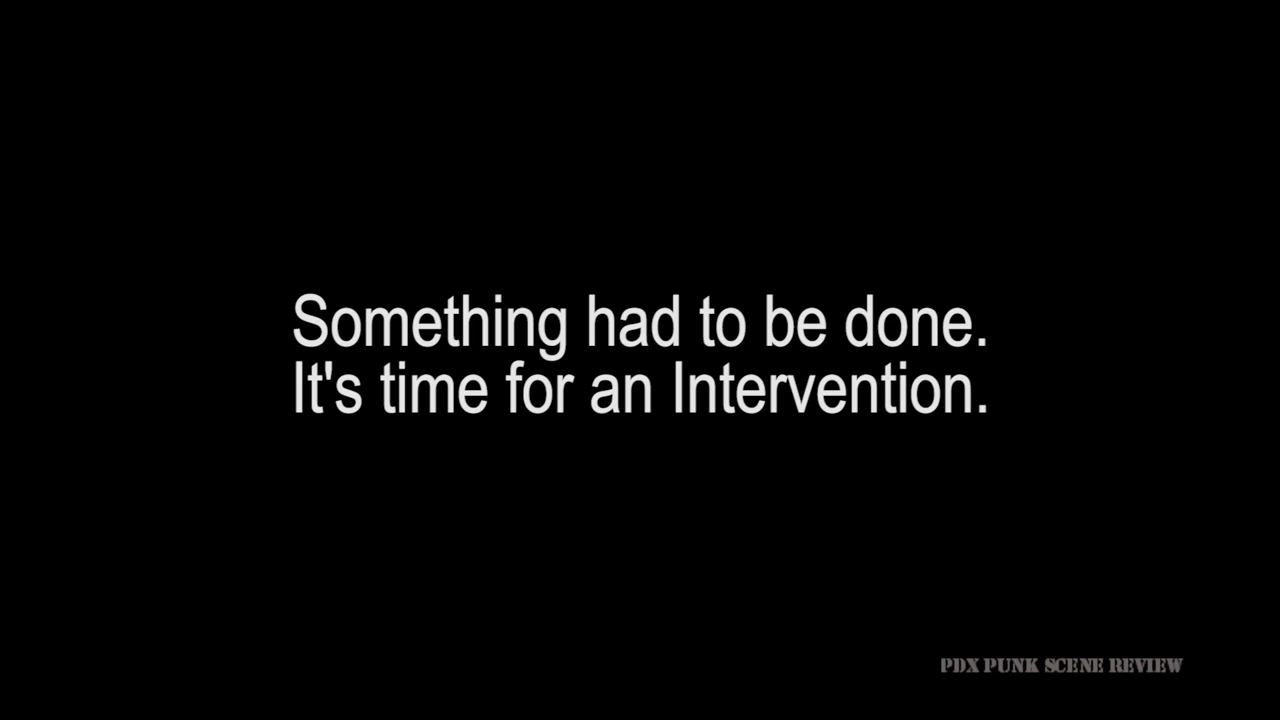 Something had to be done.
It's time for an Intervention.
PDX PUNK SCENE REVIEW